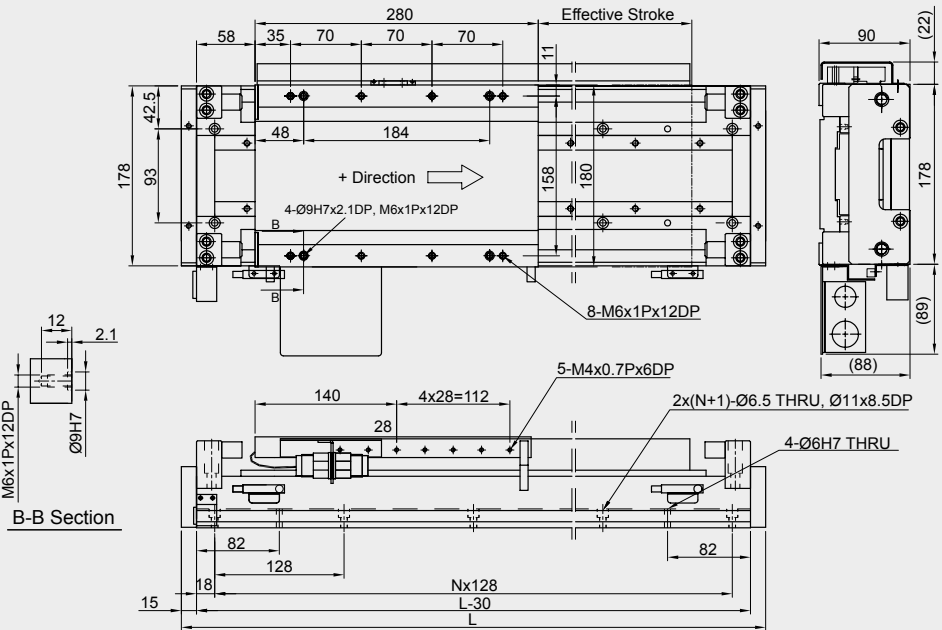 280
Effective Stroke
58
35
70
70
70
11
90
(22)
42.5
48
184
178
93
158
180
178
+ Direction
4-Ø9H7x2.1DP, M6x1Px12DP
B
B
8-M6x1Px12DP
(89)
(88)
12
2.1
M6x1Px12DP
Ø9H7
B-B Section
5-M4x0.7Px6DP
140
4x28=112
28
2x(N+1)-Ø6.5 THRU, Ø11x8.5DP
4-Ø6H7 THRU
82
82
128
18
Nx128
15
L-30
L